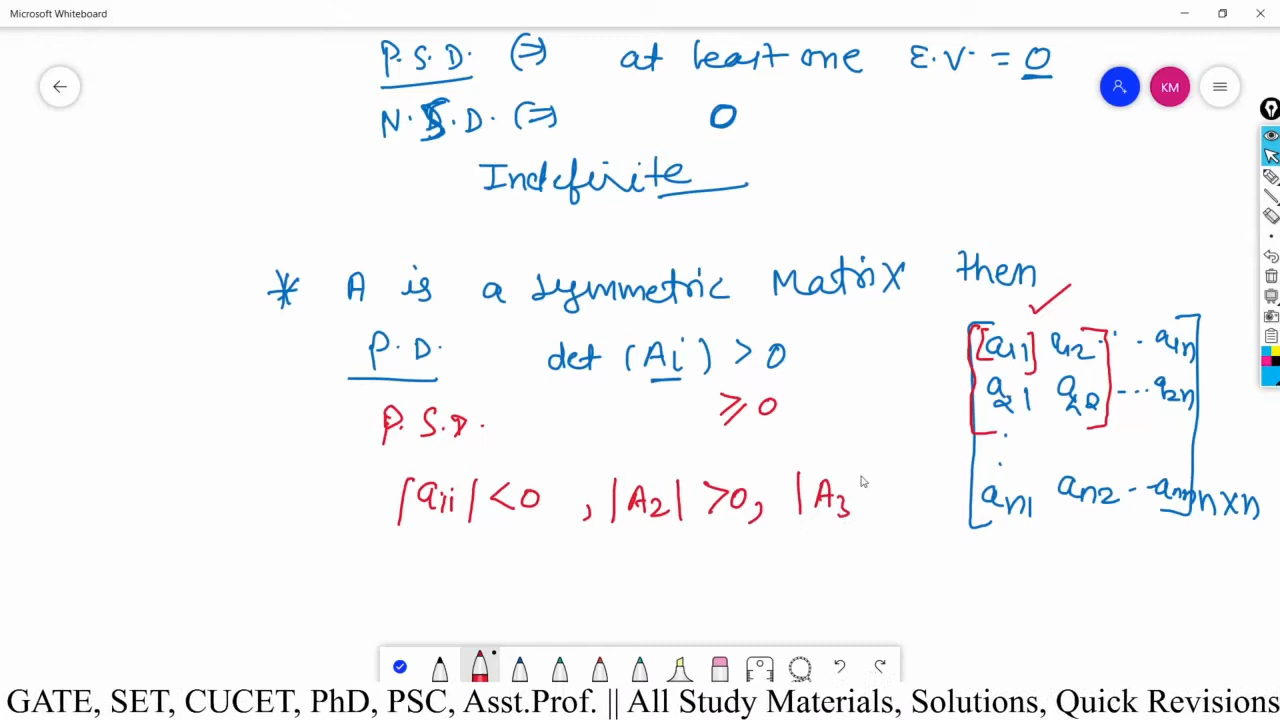 Microsoft Whiteboard
P.S.D. ⇔ at least one E.V. = 0
KM
N.S.D. ⇔ 0
Indefinite
* A is a symmetric Matrix then
P.D. det (Ai) > 0
P.S.D. ≥ 0
|a11| < 0 , |A2| > 0, |A3
[a11] a12 . . . a1n
a21 a22 ... a2n
.
.
an1 an2 - - ann n×n
GATE, SET, CUCET, PhD, PSC, Asst.Prof. || All Study Materials, Solutions, Quick Revisions